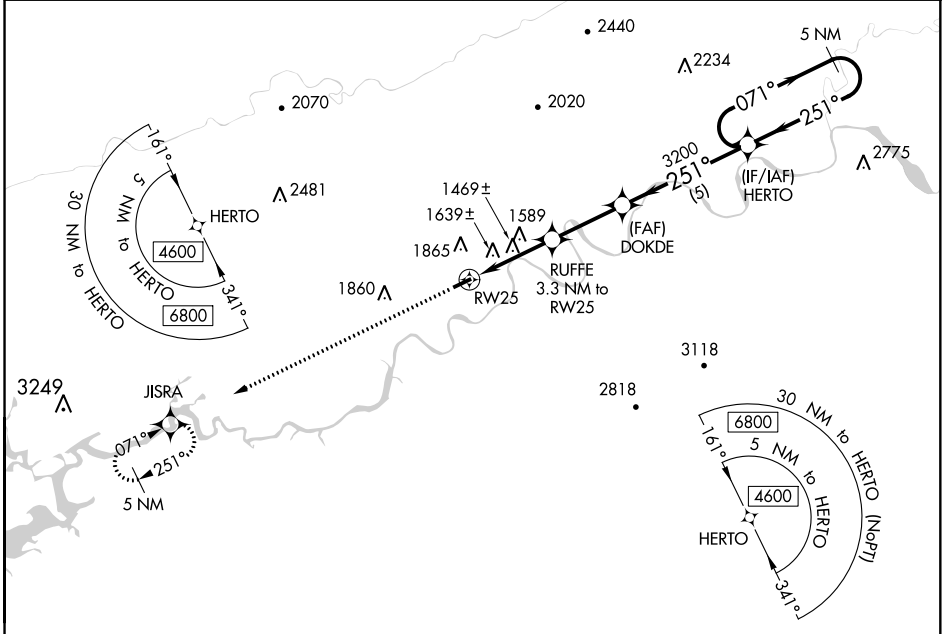 2440
5 NM
2234
071°
251°
2070
2020
3200
251°
(5)
(IF/IAF)
HERTO
2775
161°
5 NM to HERTO
30 NM to HERTO
HERTO
4600
6800
341°
2481
1469 ±
1639 ±
1589
1865
(FAF)
DOKDE
RUFFE
3.3 NM to
RW25
RW25
1860
3249
JISRA
071°
251°
5 NM
3118
2818
30 NM to HERTO (NoPT)
6800
161°
5 NM to HERTO
4600
HERTO
341°